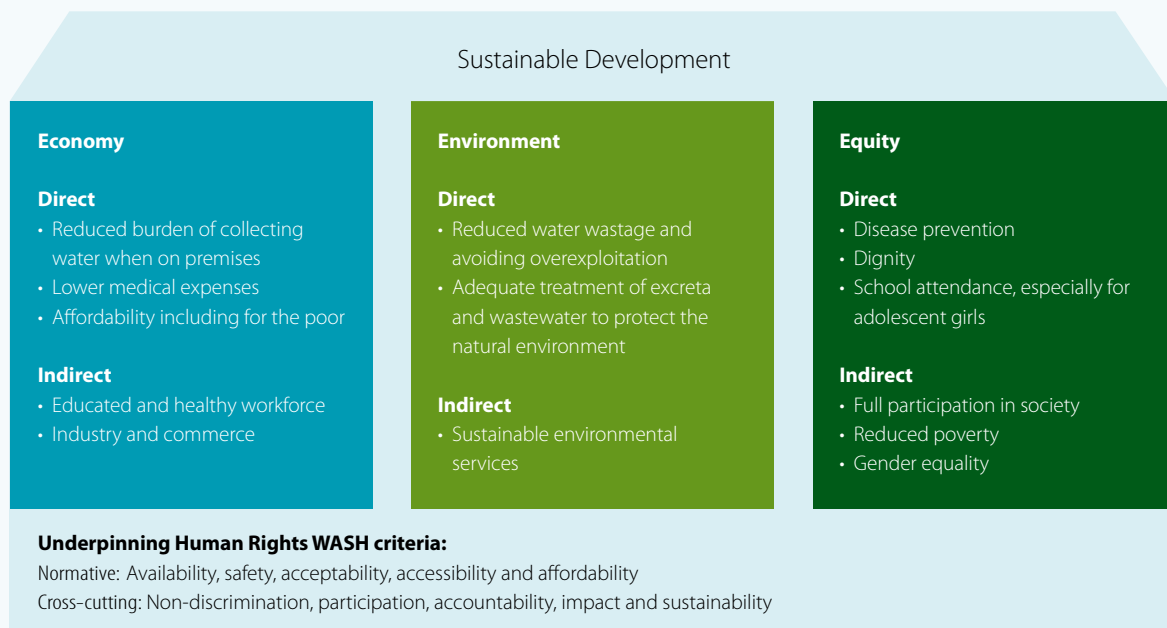 Sustainable Development
Economy
Direct
• Reduced burden of collecting
water when on premises
• Lower medical expenses
• Affordability including for the poor
Indirect
• Educated and healthy workforce
• Industry and commerce
Environment
Direct
• Reduced water wastage and
avoiding overexploitation
• Adequate treatment of excreta
and wastewater to protect the
natural environment
Indirect
• Sustainable environmental
services
Equity
Direct
• Disease prevention
• Dignity
• School attendance, especially for
adolescent girls
Indirect
• Full participation in society
• Reduced poverty
• Gender equality
Underpinning Human Rights WASH criteria:
Normative: Availability, safety, acceptability, accessibility and affordability
Cross-cutting: Non-discrimination, participation, accountability, impact and sustainability